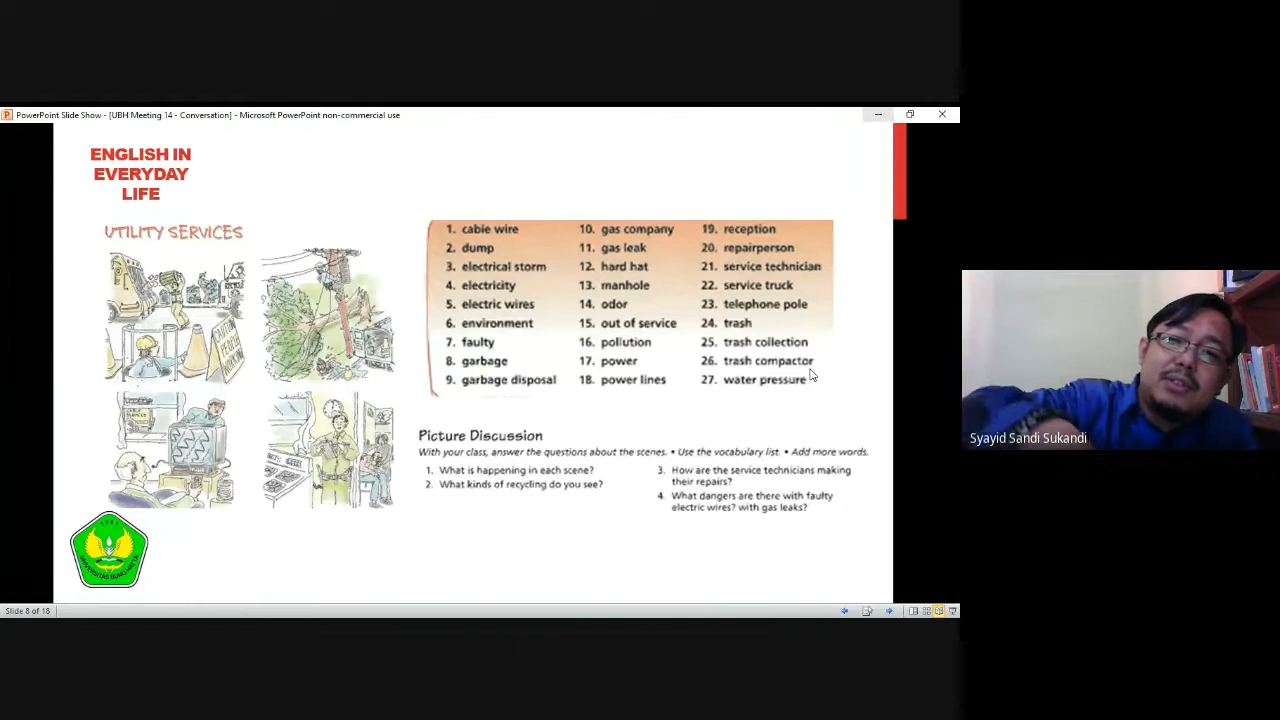 PowerPoint Slide Show - [UBH Meeting 14 - Conversation] - Microsoft PowerPoint non-commercial use
ENGLISH IN
EVERYDAY
LIFE
UTILITY SERVICES
1. cable wire
2. dump
3. electrical storm
4. electricity
5. electric wires
6. environment
7. faulty
8. garbage
9. garbage disposal
10. gas company
11. gas leak
12. hard hat
13. manhole
14. odor
15. out of service
16. pollution
17. power
18. power lines
19. reception
20. repairperson
21. service technician
22. service truck
23. telephone pole
24. trash
25. trash collection
26. trash compactor
27. water pressure
Picture Discussion
With your class, answer the questions about the scenes. • Use the vocabulary list. • Add more words.
1. What is happening in each scene?
2. What kinds of recycling do you see?
3. How are the service technicians making
their repairs?
4. What dangers are there with faulty
electric wires? with gas leaks?
1981
UNIVERSITAS BUNG HATTA
Slide 8 of 18
Syayid Sandi Sukandi